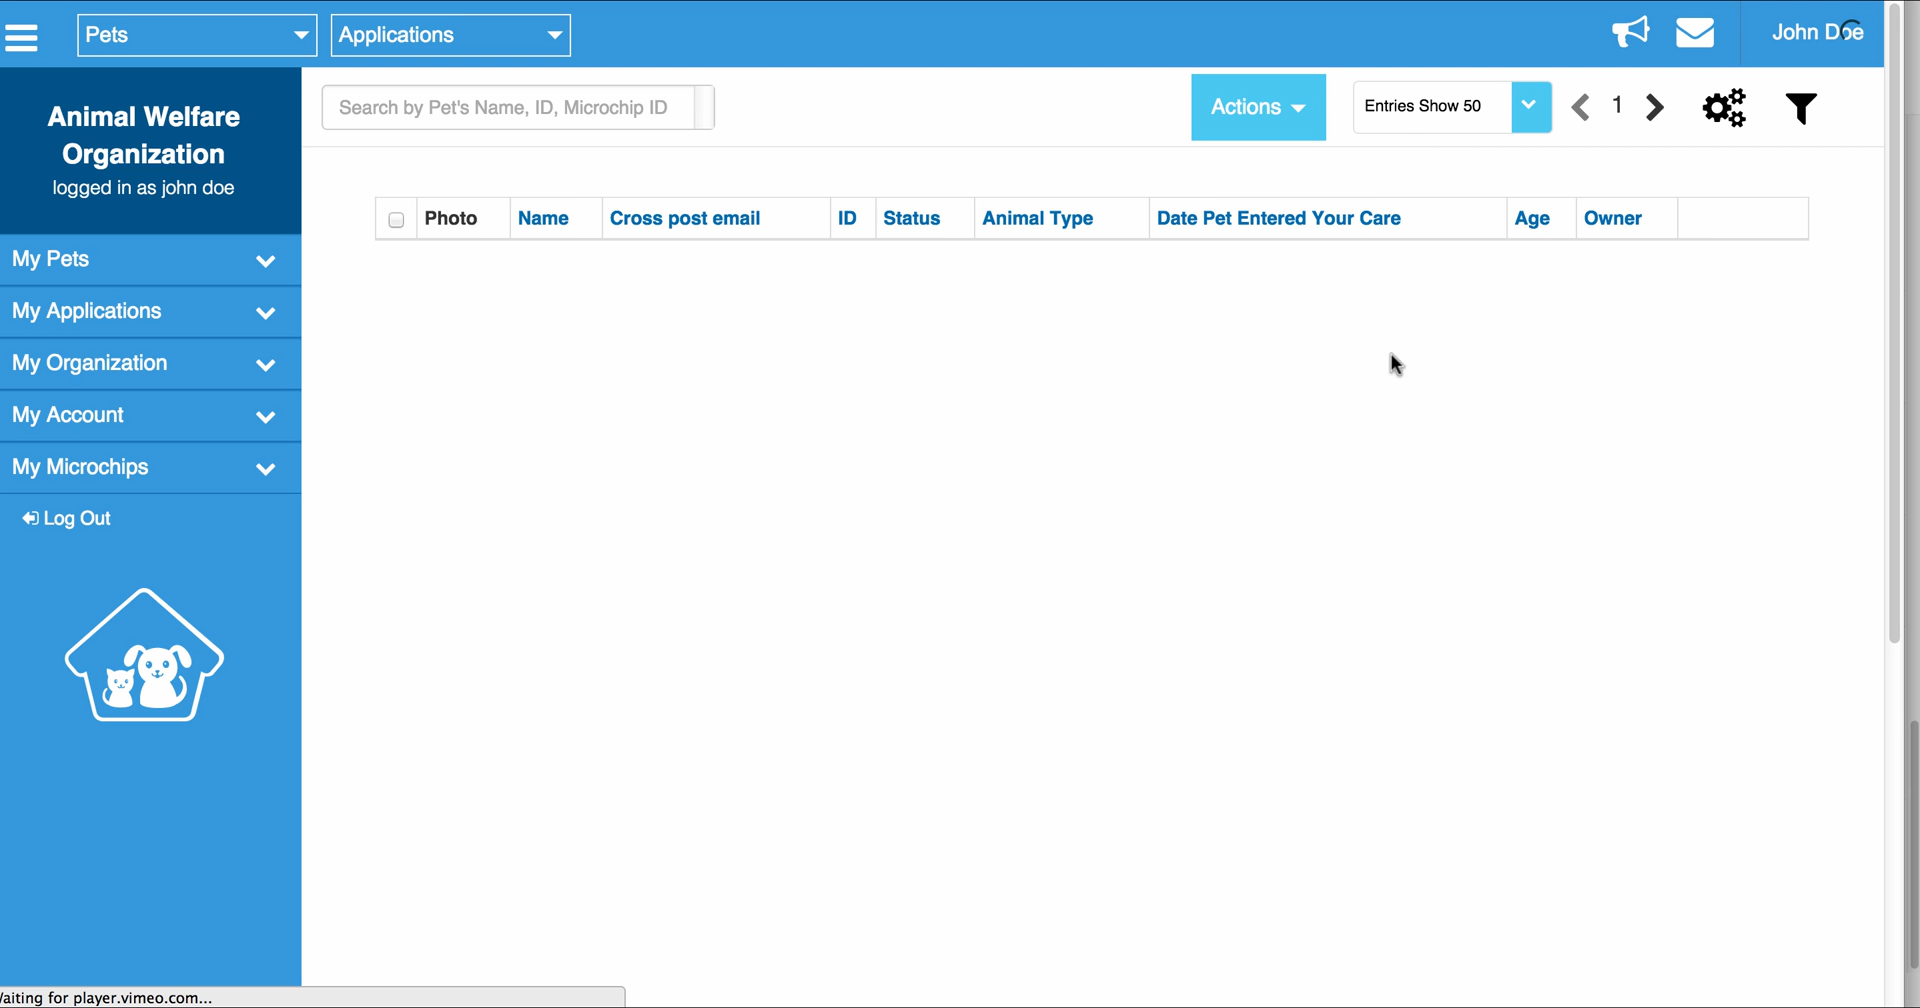 Pets
Applications
John Doe
Animal Welfare
Organization
logged in as john doe
Search by Pet's Name, ID, Microchip ID
Actions
Entries Show 50
1
Photo Name Cross post email ID Status Animal Type Date Pet Entered Your Care Age Owner
My Pets
My Applications
My Organization
My Account
My Microchips
Log Out
aiting for player.vimeo.com...